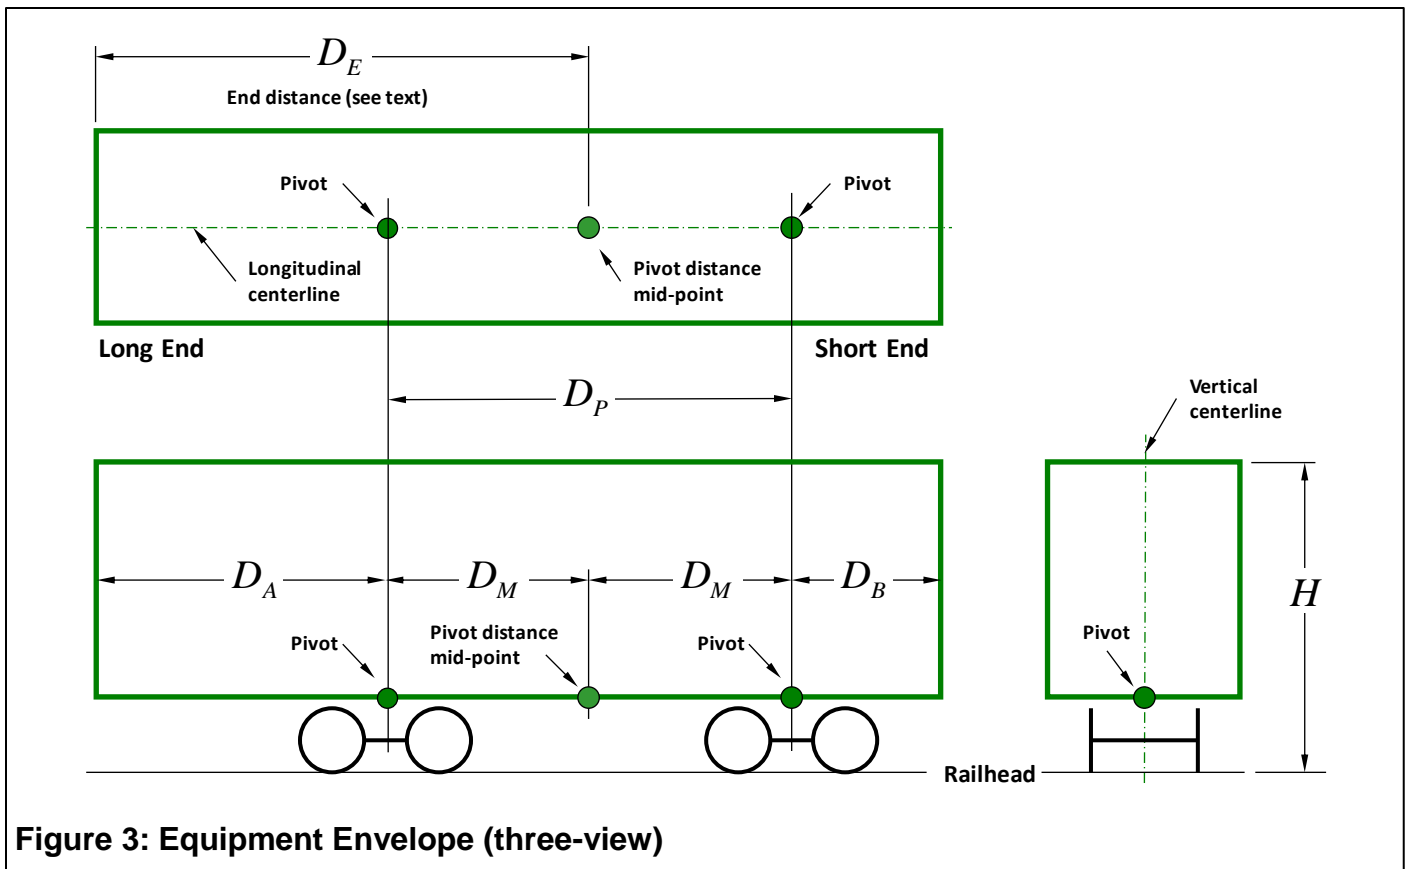 D_E
End distance (see text)
Pivot
Pivot
Longitudinal
centerline
Pivot distance
mid-point
Long End
Short End
D_P
Vertical
centerline
D_A
D_M
D_M
D_B
H
Pivot
Pivot distance
mid-point
Pivot
Pivot
Railhead
Figure 3: Equipment Envelope (three-view)